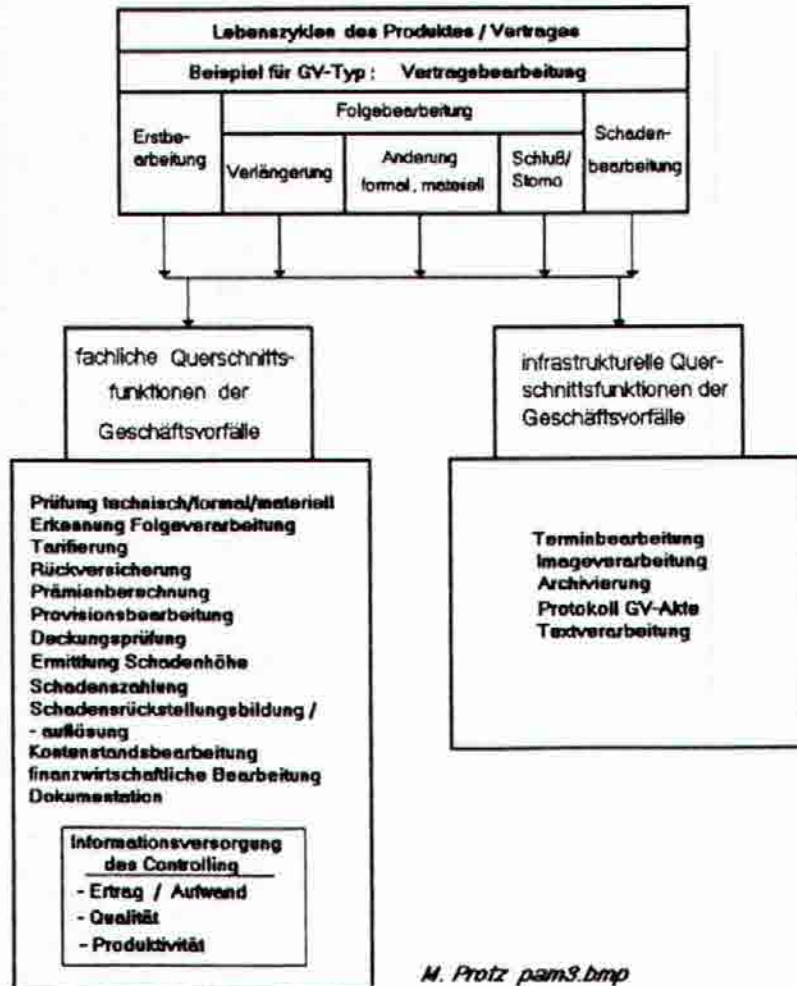 Lebenszyklen des Produktes / Vertrages
Beispiel für GV-Typ : Vertragsbearbeitung
Erstbe-
arbeitung
Folgebearbeitung
Verlängerung
Änderung
formal, materiell
Schluß/
Storno
Schaden-
bearbeitung
fachliche Querschnitts-
funktionen der
Geschäftsvorfälle
infrastrukturelle Quer-
schnittsfunktionen der
Geschäftsvorfälle
Prüfung technisch/formal/materiell
Erkennung Folgeverarbeitung
Tarifierung
Rückversicherung
Prämienberechnung
Provisionsbearbeitung
Deckungsprüfung
Ermittlung Schadenhöhe
Schadenszahlung
Schadensrückstellungsbildung /
- auflösung
Kostenstandsbearbeitung
finanzwirtschaftliche Bearbeitung
Dokumentation
Informationsversorgung
des Controlling
- Ertrag / Aufwand
- Qualität
- Produktivität
Terminbearbeitung
Imageverarbeitung
Archivierung
Protokoll GV-Akte
Textverarbeitung
M. Protz pam3.bmp